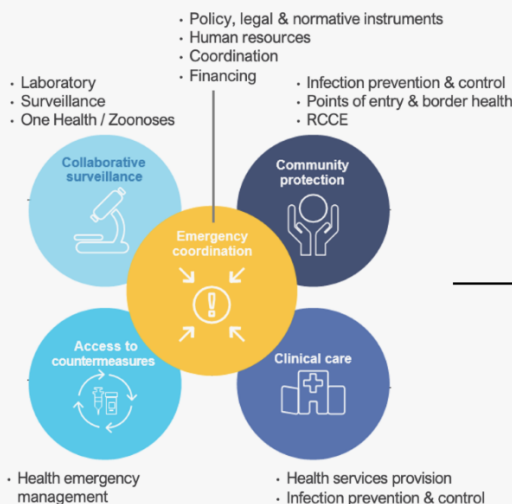 · Policy, legal & normative instruments
· Human resources
· Coordination
· Financing
· Laboratory
· Surveillance
· One Health / Zoonoses
· Infection prevention & control
· Points of entry & border health
· RCCE
Collaborative
surveillance
Community
protection
Emergency
coordination
Access to
countermeasures
Clinical care
· Health emergency
management
· Health services provision
· Infection prevention & control